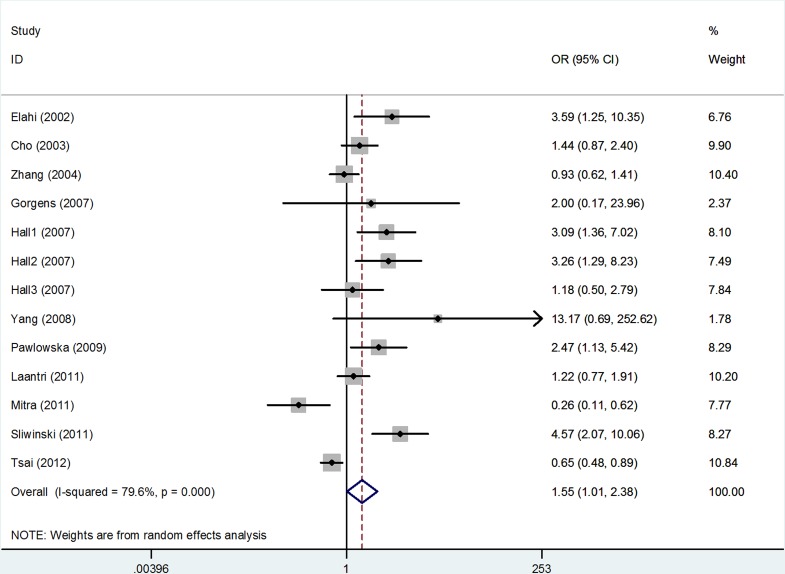 Study %
ID OR (95% CI) Weight
Elahi (2002) 3.59 (1.25, 10.35) 6.76
Cho (2003) 1.44 (0.87, 2.40) 9.90
Zhang (2004) 0.93 (0.62, 1.41) 10.40
Gorgens (2007) 2.00 (0.17, 23.96) 2.37
Hall1 (2007) 3.09 (1.36, 7.02) 8.10
Hall2 (2007) 3.26 (1.29, 8.23) 7.49
Hall3 (2007) 1.18 (0.50, 2.79) 7.84
Yang (2008) 13.17 (0.69, 252.62) 1.78
Pawlowska (2009) 2.47 (1.13, 5.42) 8.29
Laantri (2011) 1.22 (0.77, 1.91) 10.20
Mitra (2011) 0.26 (0.11, 0.62) 7.77
Sliwinski (2011) 4.57 (2.07, 10.06) 8.27
Tsai (2012) 0.65 (0.48, 0.89) 10.84
Overall (I-squared = 79.6%, p = 0.000) 1.55 (1.01, 2.38) 100.00
NOTE: Weights are from random effects analysis
.00396 1 253